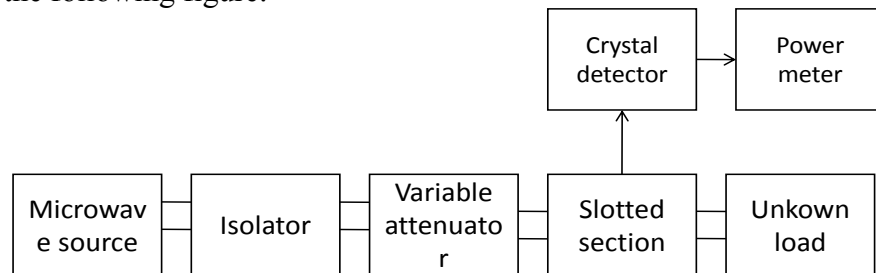 the following figure.
Crystal
detector
Power
meter
Microwav
e source
Isolator
Variable
attenuato
r
Slotted
section
Unkown
load